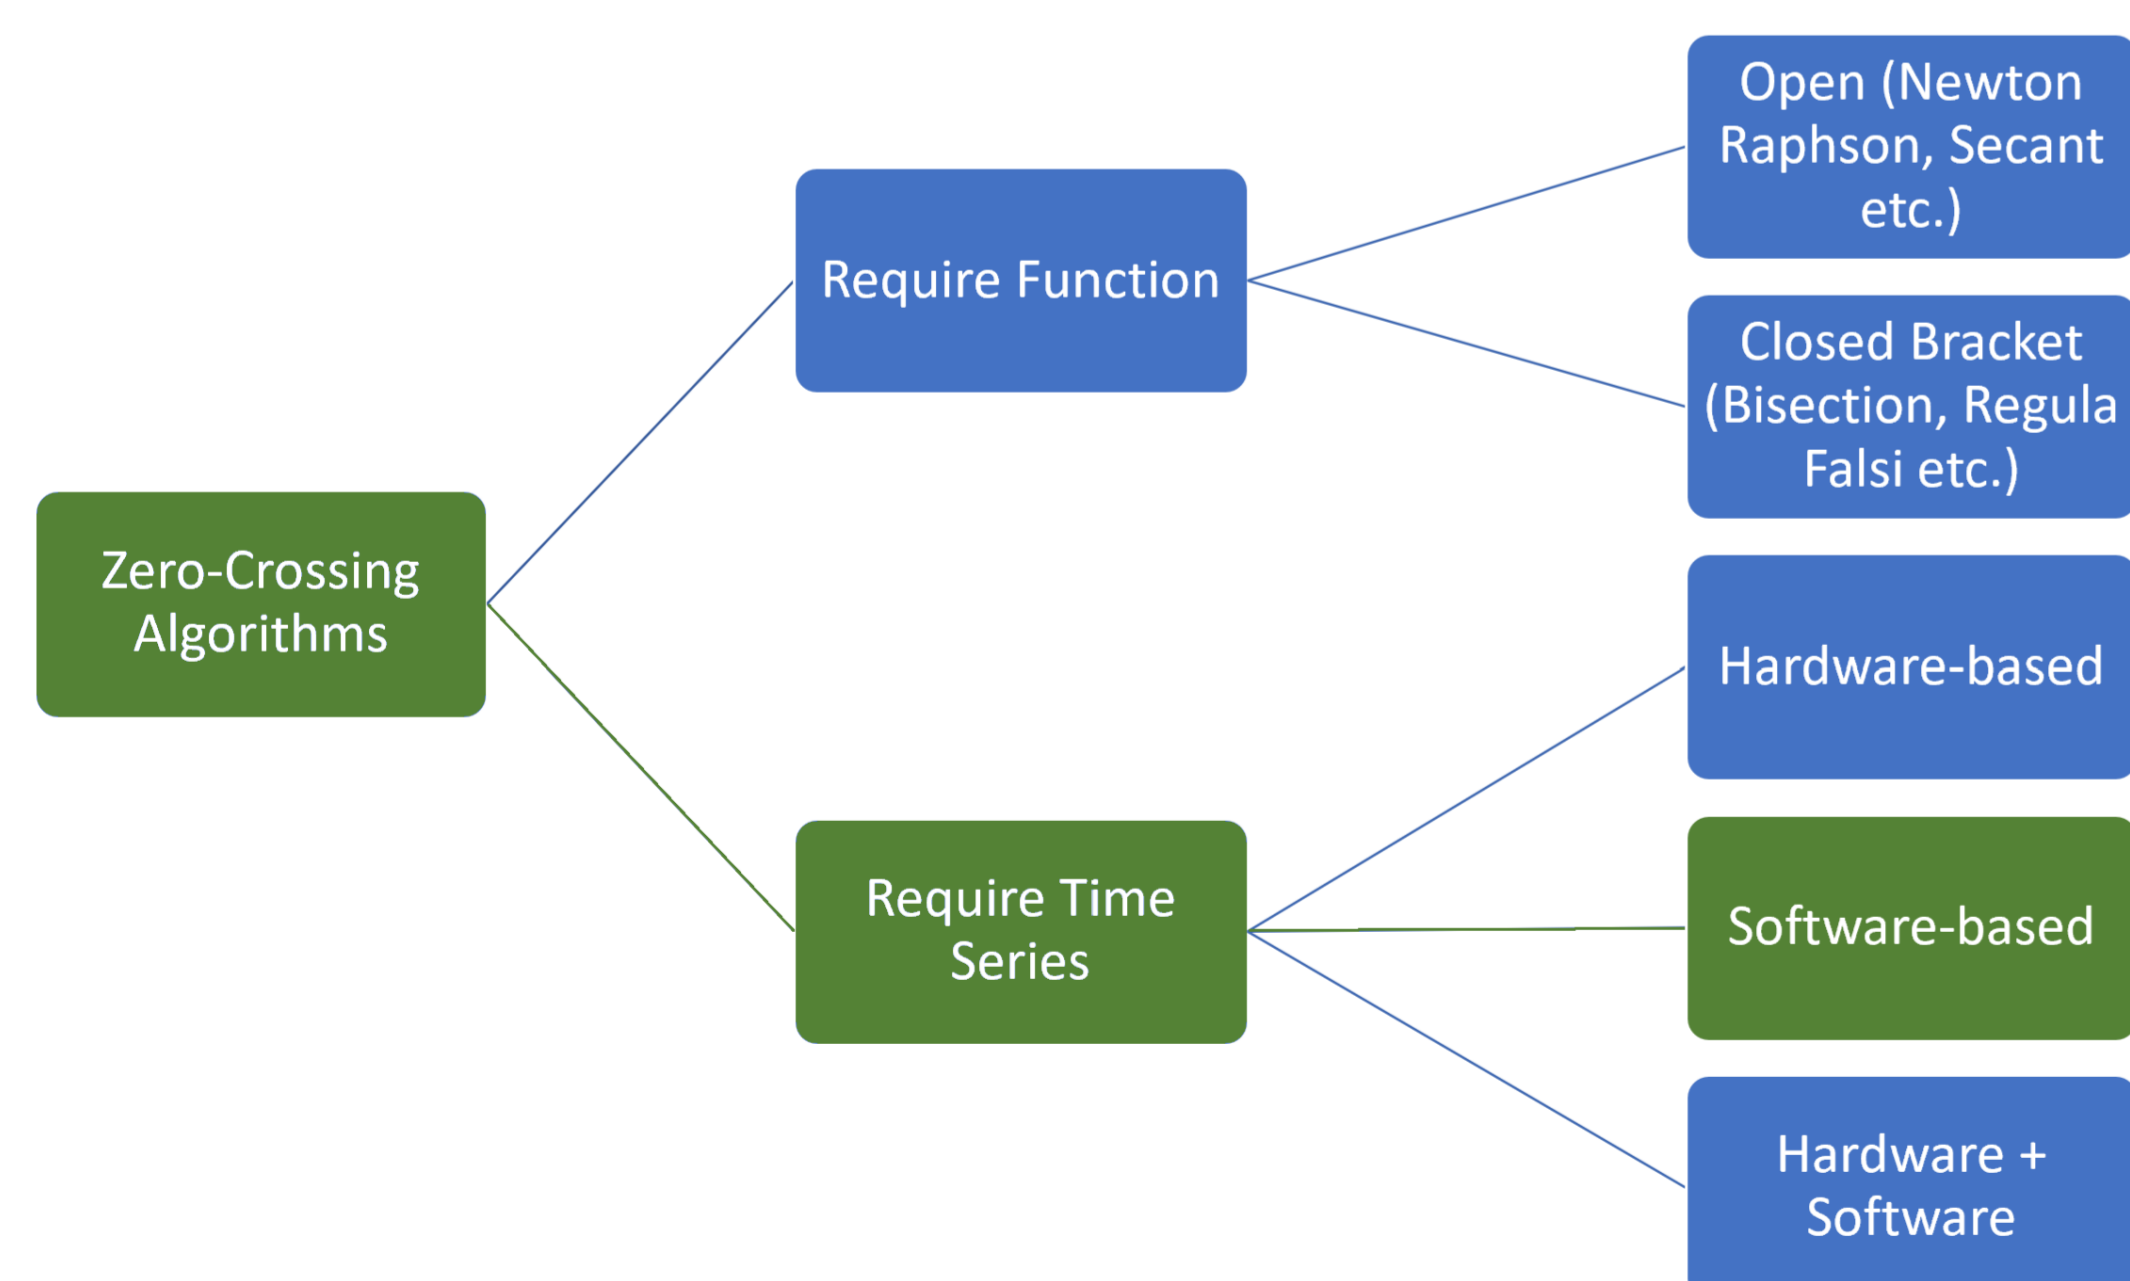 Open (Newton
Raphson, Secant
etc.)
Require Function
Closed Bracket
(Bisection, Regula
Falsi etc.)
Zero-Crossing
Algorithms
Hardware-based
Require Time
Series
Software-based
Hardware +
Software